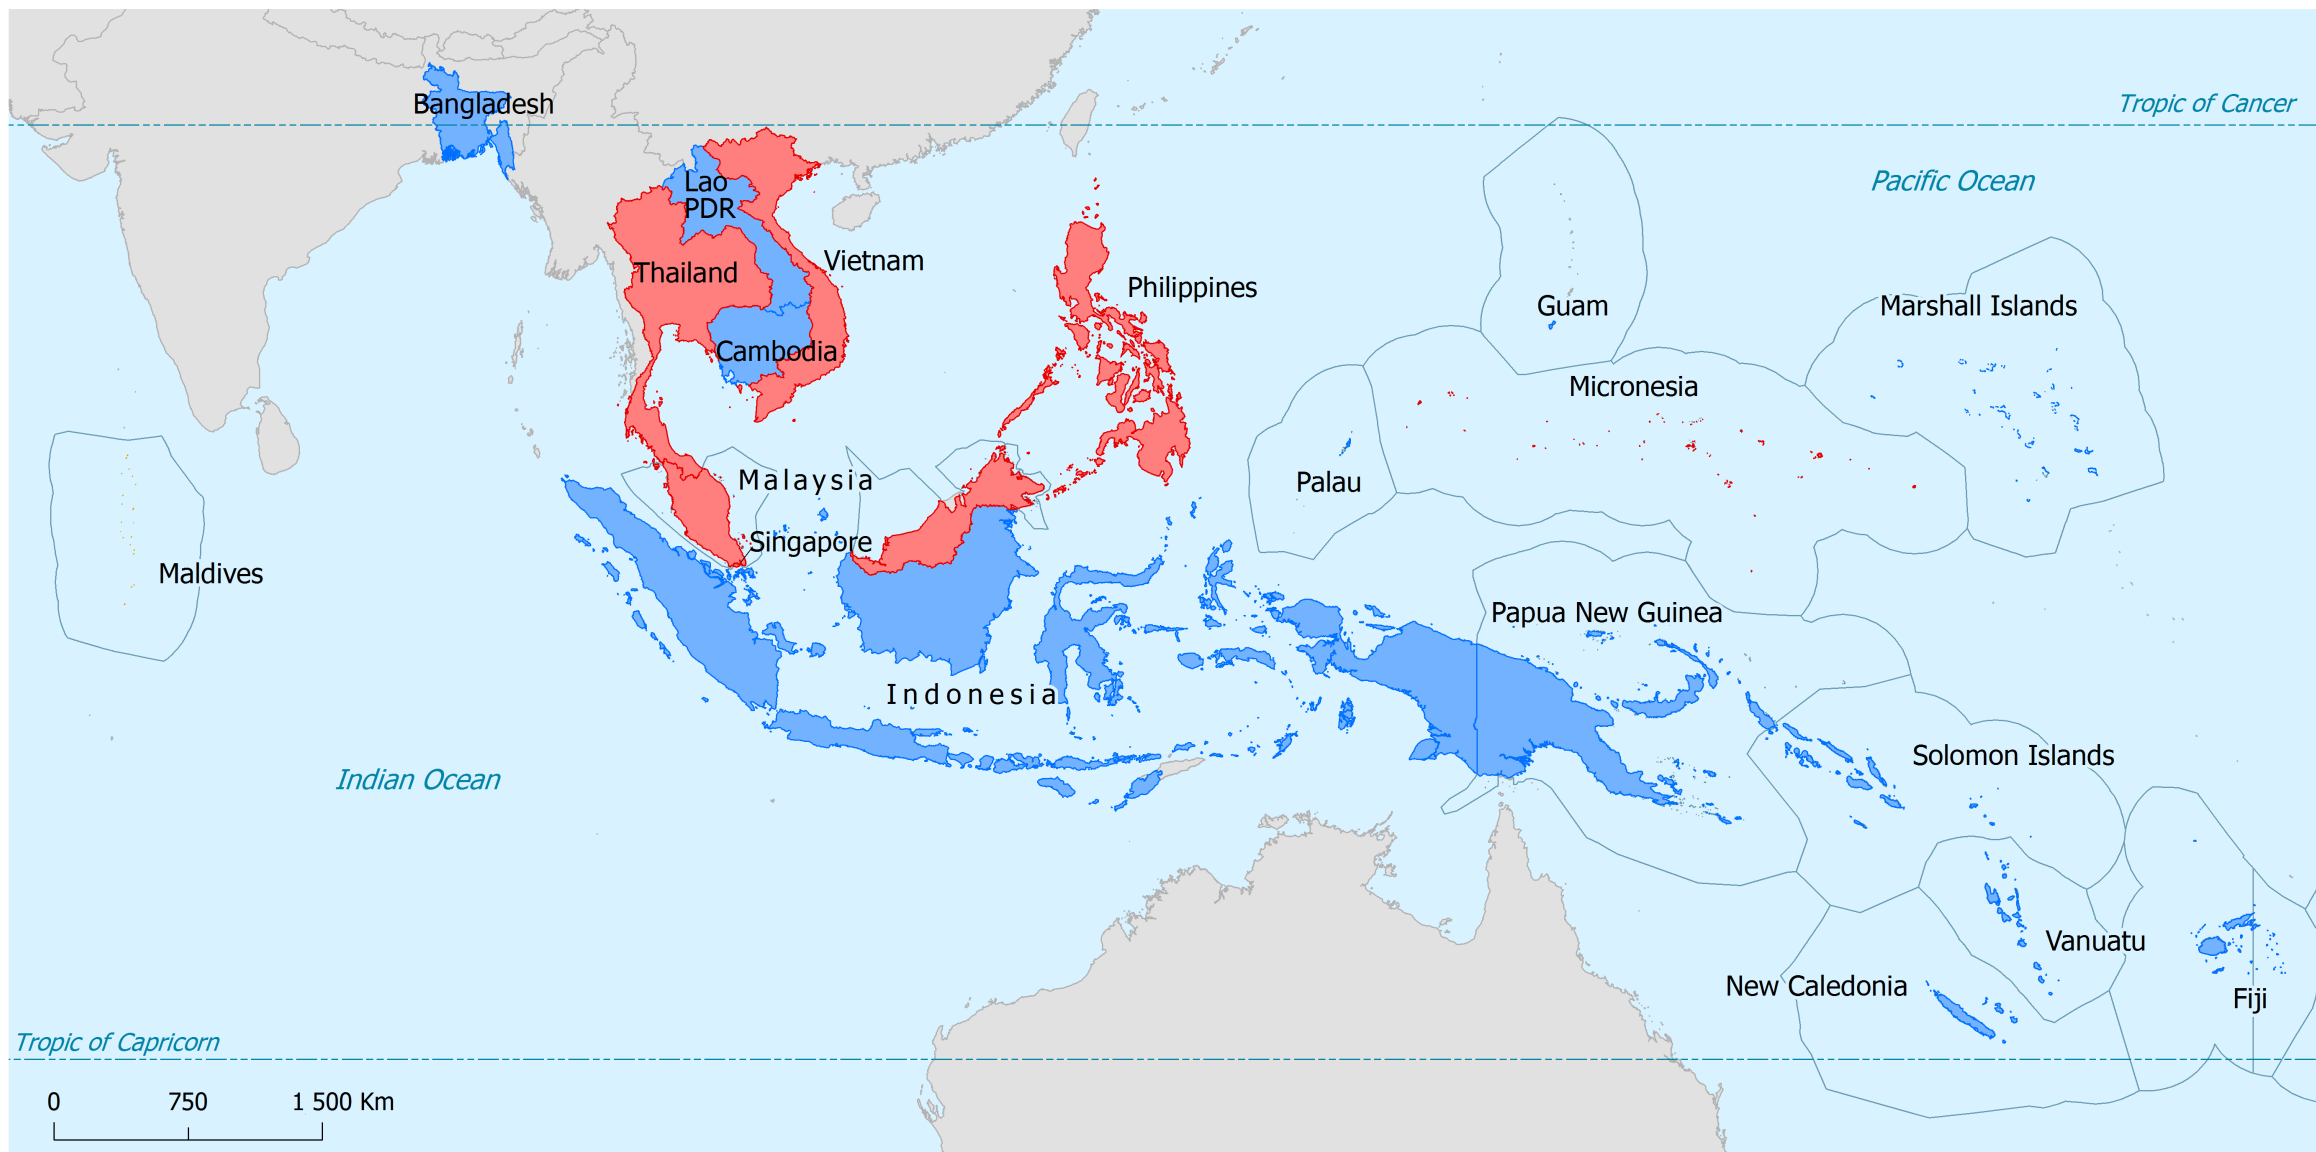 Bangladesh
Tropic of Cancer
Pacific Ocean
Lao
PDR
Vietnam
Thailand
Philippines
Guam
Marshall Islands
Cambodia
Micronesia
Malaysia
Palau
Singapore
Maldives
Papua New Guinea
Indonesia
Solomon Islands
Indian Ocean
Vanuatu
New Caledonia
Fiji
Tropic of Capricorn
0 750 1 500 Km